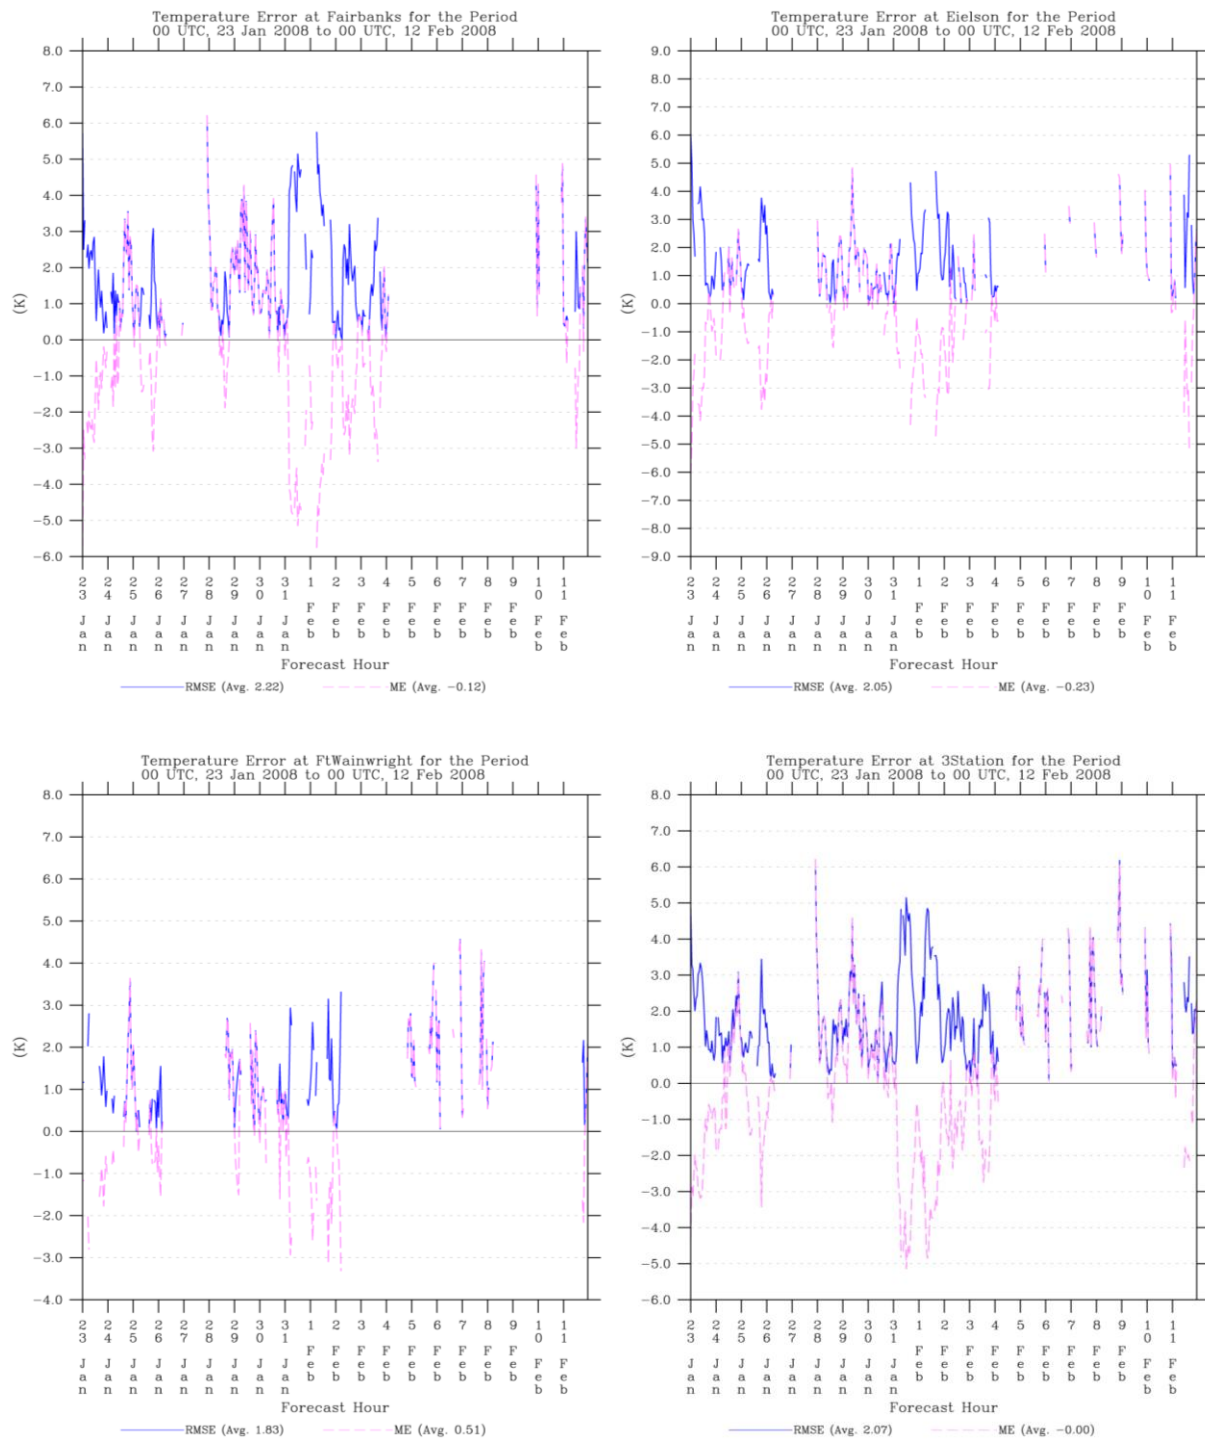 Temperature Error at Fairbanks for the Period
00 UTC, 23 Jan 2008 to 00 UTC, 12 Feb 2008
8.0
7.0
6.0
5.0
4.0
3.0
2.0
1.0
0.0
−1.0
−2.0
−3.0
−4.0
−5.0
−6.0
(K)
23 Jan 24 Jan 25 Jan 26 Jan 27 Jan 28 Jan 29 Jan 30 Jan 31 Jan 1 Feb 2 Feb 3 Feb 4 Feb 5 Feb 6 Feb 7 Feb 8 Feb 9 Feb 10 Feb 11 Feb
Forecast Hour
RMSE (Avg. 2.22) ME (Avg. −0.12)
Temperature Error at Eielson for the Period
00 UTC, 23 Jan 2008 to 00 UTC, 12 Feb 2008
9.0
8.0
7.0
6.0
5.0
4.0
3.0
2.0
1.0
0.0
−1.0
−2.0
−3.0
−4.0
−5.0
−6.0
−7.0
−8.0
−9.0
(K)
23 Jan 24 Jan 25 Jan 26 Jan 27 Jan 28 Jan 29 Jan 30 Jan 31 Jan 1 Feb 2 Feb 3 Feb 4 Feb 5 Feb 6 Feb 7 Feb 8 Feb 9 Feb 10 Feb 11 Feb
Forecast Hour
RMSE (Avg. 2.05) ME (Avg. −0.23)
Temperature Error at FtWainwright for the Period
00 UTC, 23 Jan 2008 to 00 UTC, 12 Feb 2008
8.0
7.0
6.0
5.0
4.0
3.0
2.0
1.0
0.0
−1.0
−2.0
−3.0
−4.0
(K)
23 Jan 24 Jan 25 Jan 26 Jan 27 Jan 28 Jan 29 Jan 30 Jan 31 Jan 1 Feb 2 Feb 3 Feb 4 Feb 5 Feb 6 Feb 7 Feb 8 Feb 9 Feb 10 Feb 11 Feb
Forecast Hour
RMSE (Avg. 1.83) ME (Avg. 0.51)
Temperature Error at 3Station for the Period
00 UTC, 23 Jan 2008 to 00 UTC, 12 Feb 2008
8.0
7.0
6.0
5.0
4.0
3.0
2.0
1.0
0.0
−1.0
−2.0
−3.0
−4.0
−5.0
−6.0
(K)
23 Jan 24 Jan 25 Jan 26 Jan 27 Jan 28 Jan 29 Jan 30 Jan 31 Jan 1 Feb 2 Feb 3 Feb 4 Feb 5 Feb 6 Feb 7 Feb 8 Feb 9 Feb 10 Feb 11 Feb
Forecast Hour
RMSE (Avg. 2.07) ME (Avg. −0.00)